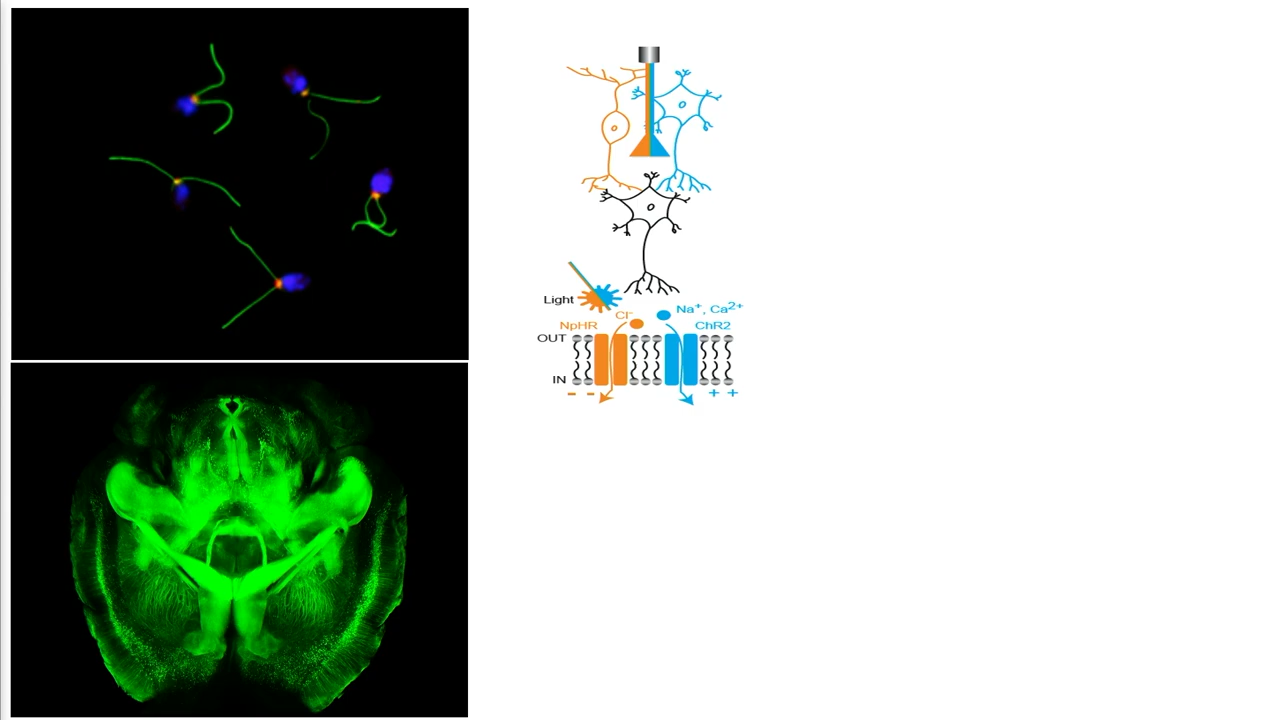 Light
Cl⁻
Na⁺, Ca²⁺
NpHR
ChR2
OUT
IN
- -
+ +